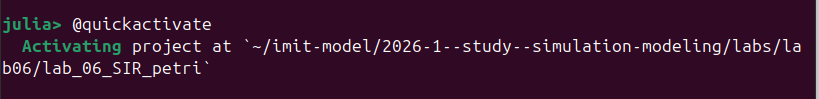 julia> @quickactivate
  Activating project at `~/imit-model/2026-1--study--simulation-modeling/labs/la
b06/lab_06_SIR_petri`